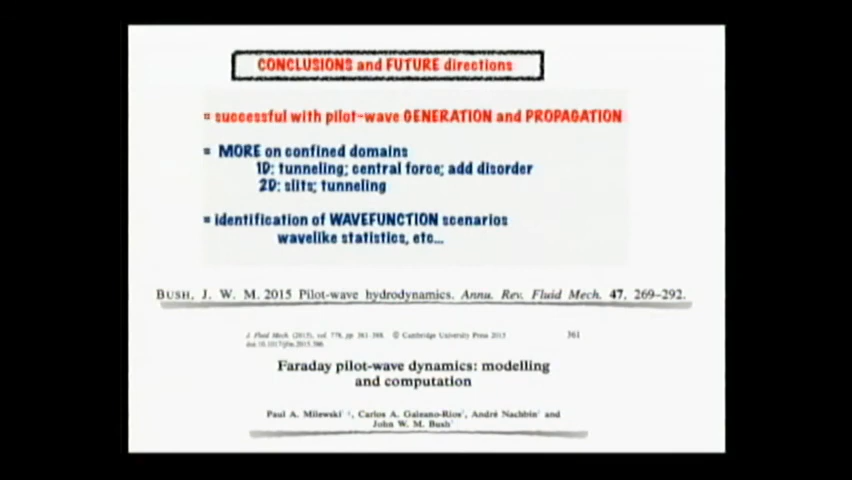 CONCLUSIONS and FUTURE directions
successful with pilot-wave GENERATION and PROPAGATION
MORE on confined domains
1D: tunneling; central force; add disorder
2D: slits; tunneling
identification of WAVEFUNCTION scenarios
wavelike statistics, etc...
BUSH, J. W. M. 2015 Pilot-wave hydrodynamics. Annu. Rev. Fluid Mech. 47, 269–292.
J. Fluid Mech. (2015), vol. 778, pp. 361–388. © Cambridge University Press 2015 361
Faraday pilot-wave dynamics: modelling
and computation
Paul A. Milewski, Carlos A. Galeano-Rios, André Nachbin and
John W. M. Bush